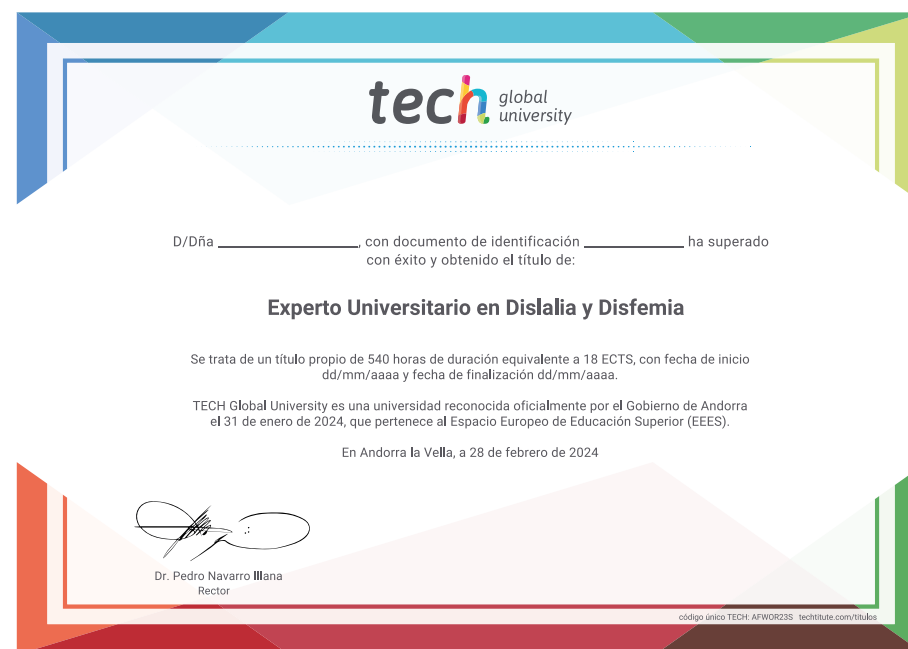 tech global
university
D/Dña ____________, con documento de identificación _________ ha superado
con éxito y obtenido el título de:
Experto Universitario en Dislalia y Disfemia
Se trata de un título propio de 540 horas de duración equivalente a 18 ECTS, con fecha de inicio
dd/mm/aaaa y fecha de finalización dd/mm/aaaa.
TECH Global University es una universidad reconocida oficialmente por el Gobierno de Andorra
el 31 de enero de 2024, que pertenece al Espacio Europeo de Educación Superior (EEES).
En Andorra la Vella, a 28 de febrero de 2024
Dr. Pedro Navarro Illana
Rector
código único TECH: AFWOR23S techtitute.com/titulos